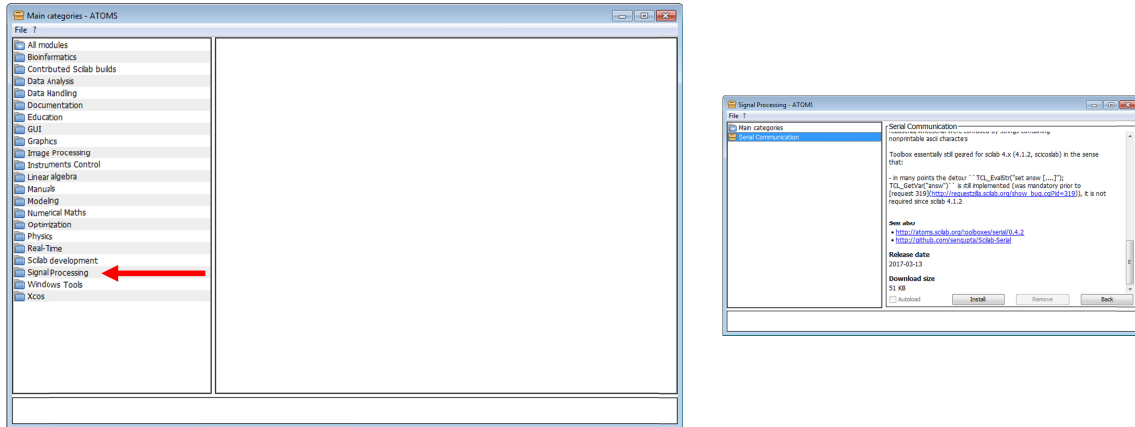 Main categories - ATOMS
File ?
All modules
Bioinformatics
Contributed Scilab builds
Data Analysis
Data Handling
Documentation
Education
GUI
Graphics
Image Processing
Instruments Control
Linear algebra
Manuals
Modeling
Numerical Maths
Optimization
Physics
Real-Time
Scilab development
Signal Processing
Windows Tools
Xcos
Signal Processing - ATOMS
File ?
Main categories
Serial Communication
Serial Communication
nonprintable ascii characters
Toolbox essentially still geared for scilab 4.x (4.1.2, scicoslab) in the sense
that:
- in many points the detour ``TCL_EvalStr("set answ [....]");
TCL_GetVar("answ")`` is still implemented (was mandatory prior to
[request 319](http://requestzilla.scilab.org/show_bug.cgi?id=319)), it is not
required since scilab 4.1.2
See also
• http://atoms.scilab.org/toolboxes/serial/0.4.2
• http://github.com/sengupta/Scilab-Serial
Release date
2017-03-13
Download size
51 KB
Autoload Install Remove Back